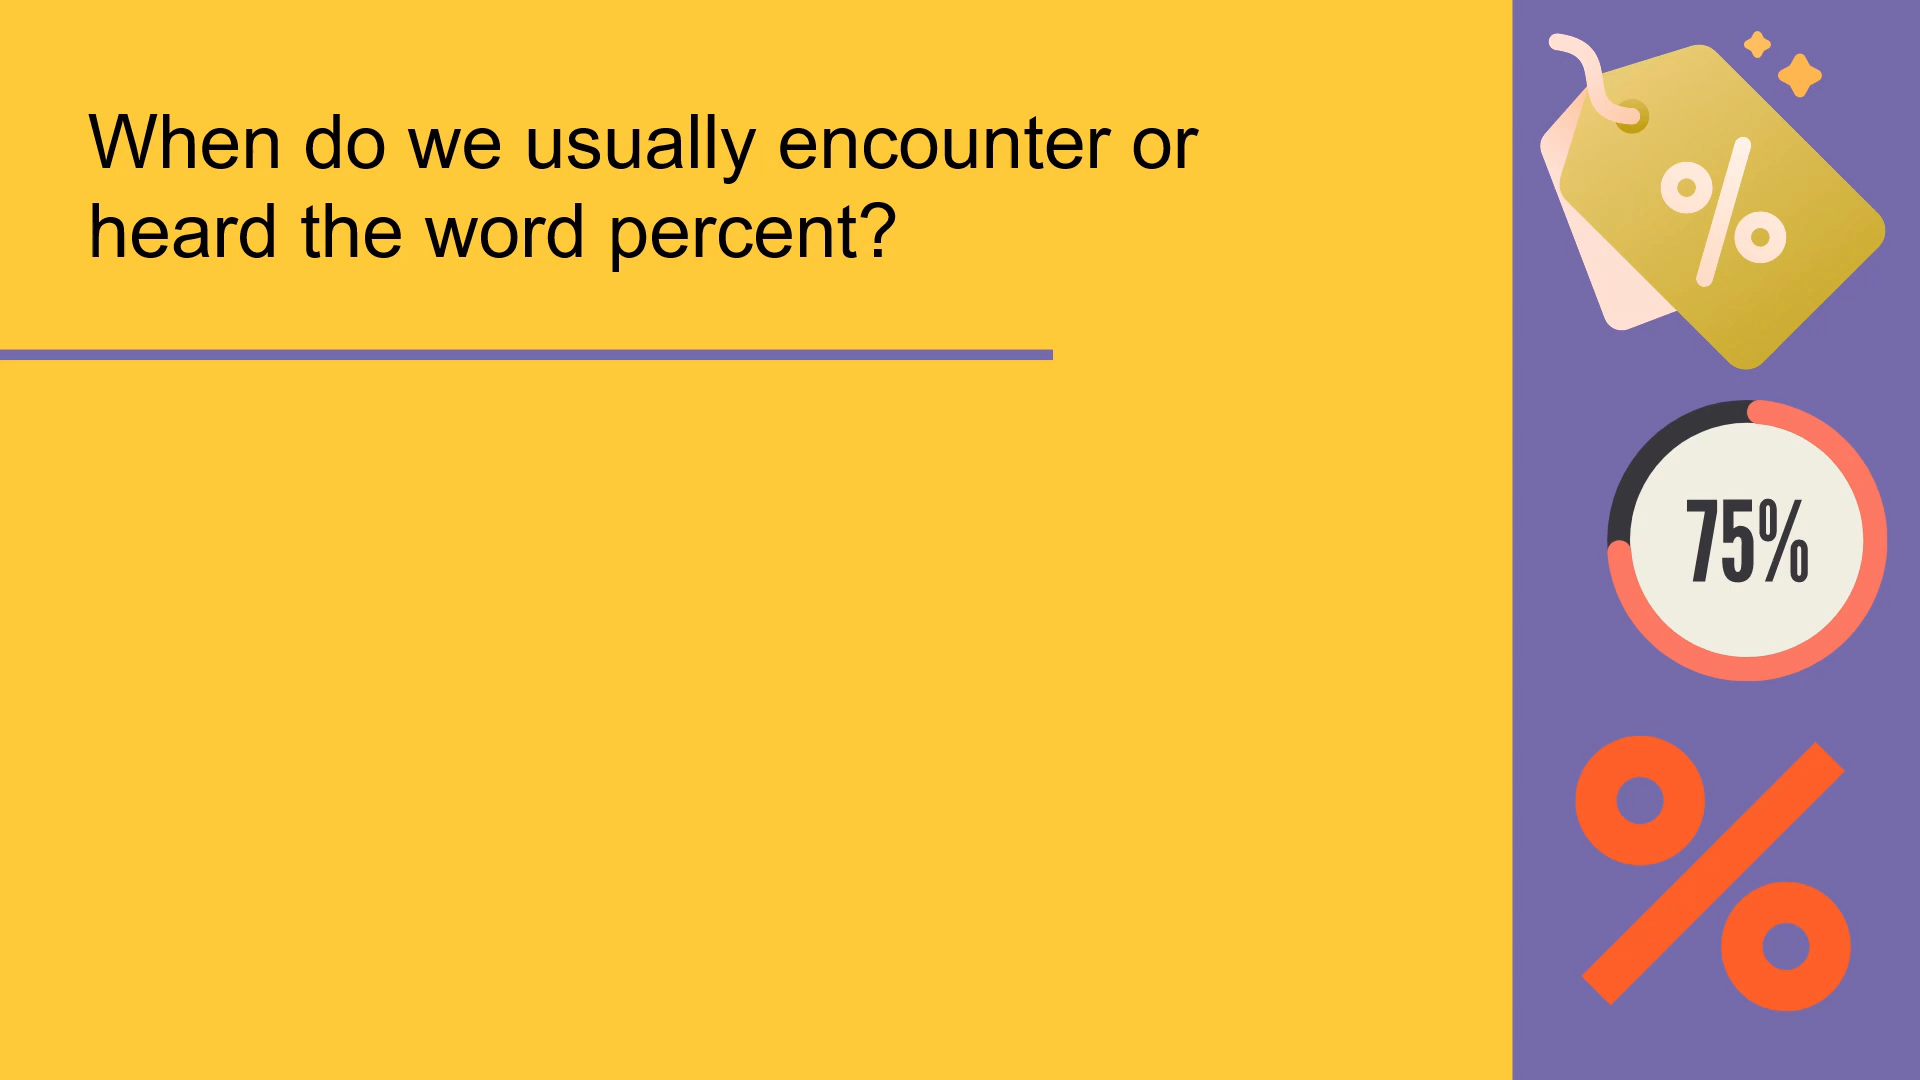 When do we usually encounter or
heard the word percent?
%
75%
%